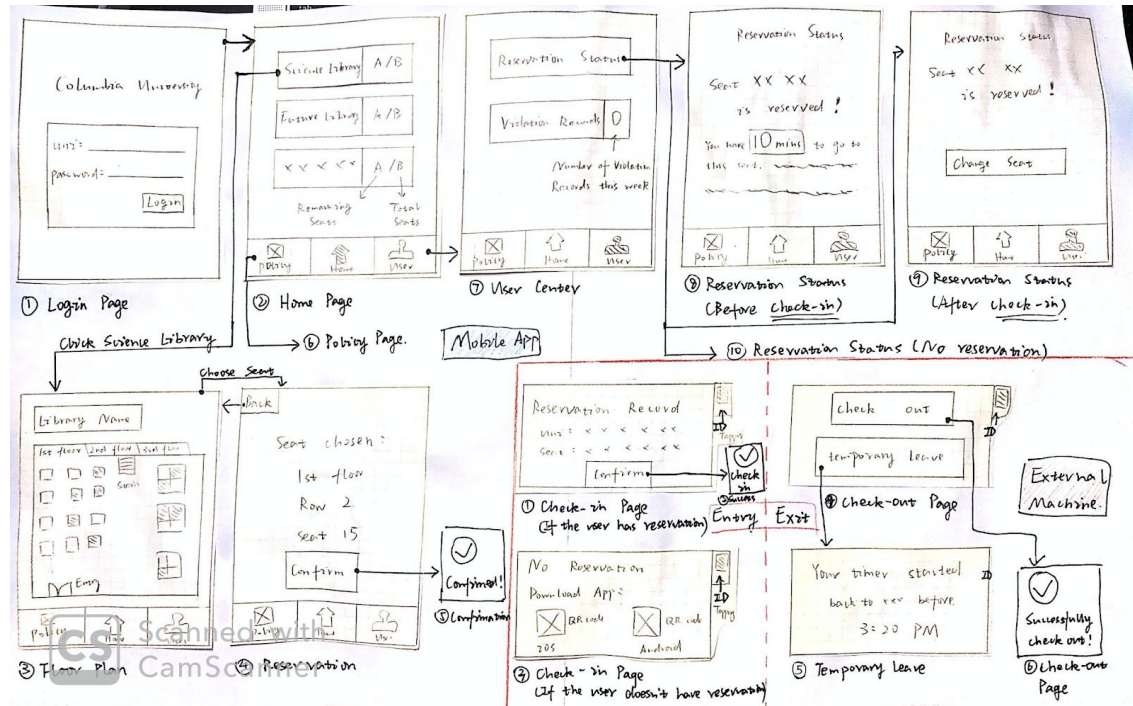 Columbia University
uni:
password:
Login
① Login Page
Science Library A/B
Future Library A/B
x x x x x A/B
Remaining Seats
Total Seats
Policy Home User
② Home Page
Reservation Status
Violation Records 0
Number of Violation
Records this week
Policy Home User
⑦ User Center
Reservation Status
Seat xx xx
is reserved!
You have 10 mins to go to
this seat.
Policy Home User
⑧ Reservation Status
(Before check-in)
Reservation Status
Seat xx xx
is reserved!
Change Seat
Policy Home User
⑨ Reservation Status
(After check-in)
Click Science Library
⑥ Policy Page.
Mobile App
⑩ Reservation Status (No reservation)
Choose Seat
Library Name
1st floor 2nd floor 3rd floor
Stairs
Policy
③ Floor Plan
Back
Seat chosen:
1st floor
Row 2
Seat 15
Confirm
Policy User
④ Reservation
Confirmed!
⑤ Confirmation
Reservation Record
uni: x x x x x x
Seat: x x x x x x
Confirm
ID
Tapper
Check
in
Success
① Check-in Page
(If the user has reservation)
Entry Exit
No Reservation
Download App:
QR code QR code
iOS Android
ID
Tapping
Check-in Page
(If the user doesn't have reservation)
Check out
temporary leave
ID
④ Check-out Page
External
Machine.
Your timer started
back to xxx before
3:20 PM
ID
⑤ Temporary Leave
Successfully
check out!
⑥ Check-out
Page
CS Scanned with
CamScanner